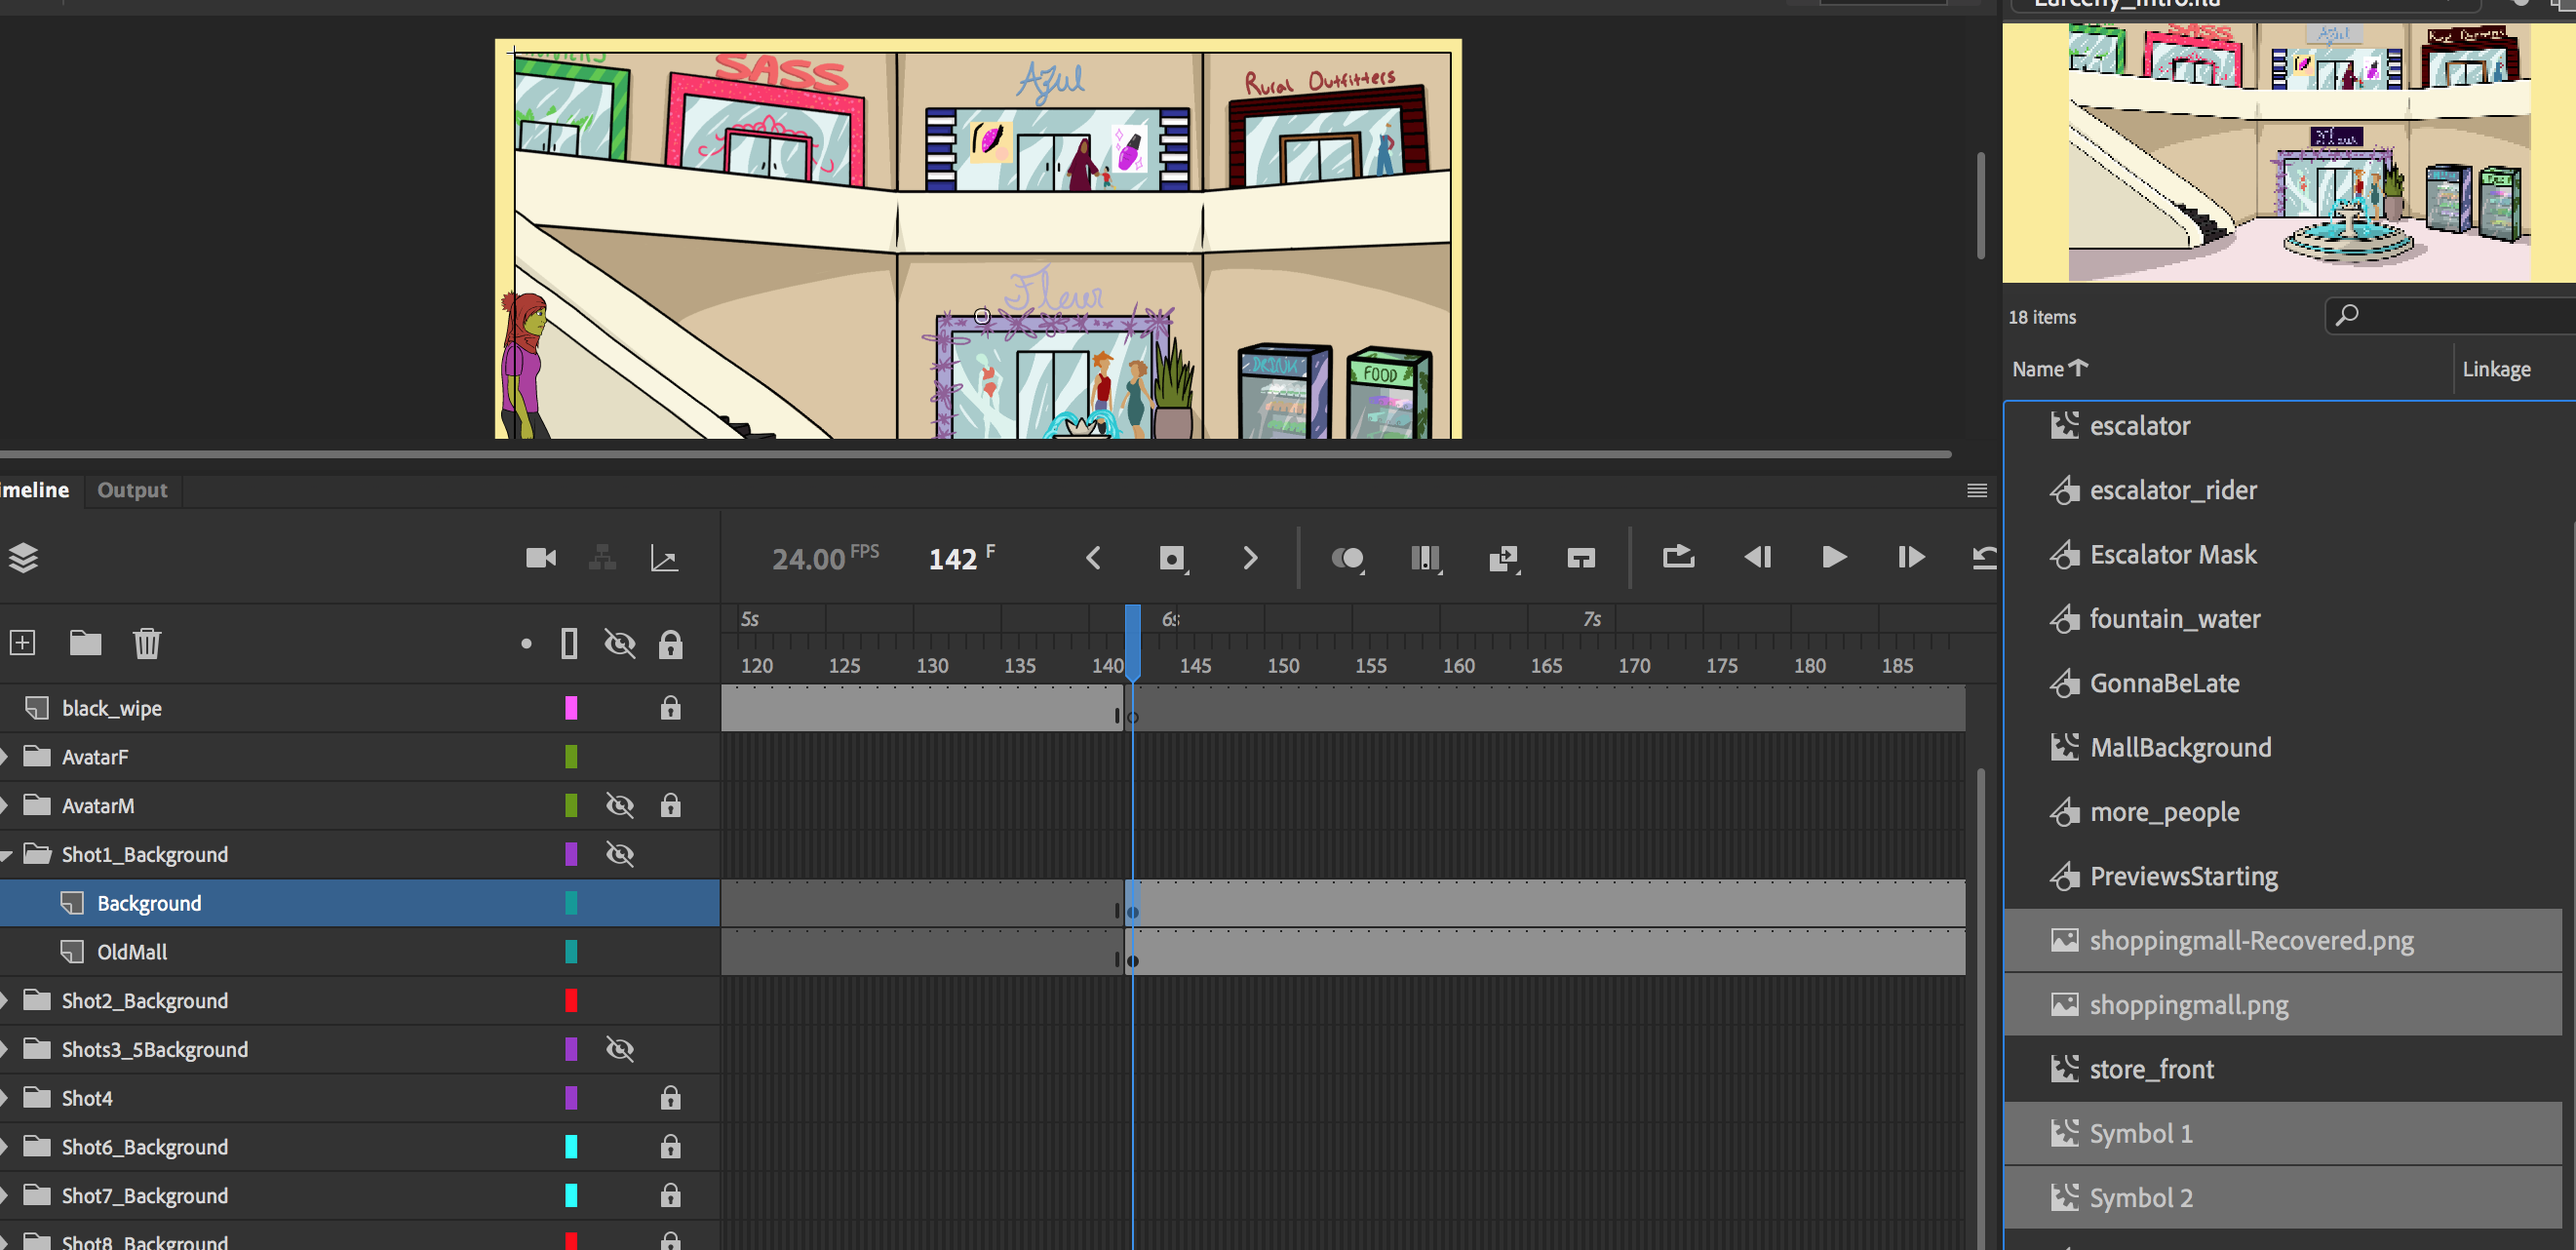 SASS
Azul
Rural Outfitters
Fleur
DRINK
FOOD
Larceny_Intro.fla
18 items
Name
Linkage
escalator
escalator_rider
Escalator Mask
fountain_water
GonnaBeLate
MallBackground
more_people
PreviewsStarting
shoppingmall-Recovered.png
shoppingmall.png
store_front
Symbol 1
Symbol 2
imeline
Output
24.00 FPS
142 F
5s 6s 7s
120 125 130 135 140 145 150 155 160 165 170 175 180 185
black_wipe
AvatarF
AvatarM
Shot1_Background
Background
OldMall
Shot2_Background
Shots3_5Background
Shot4
Shot6_Background
Shot7_Background
Shot8_Background